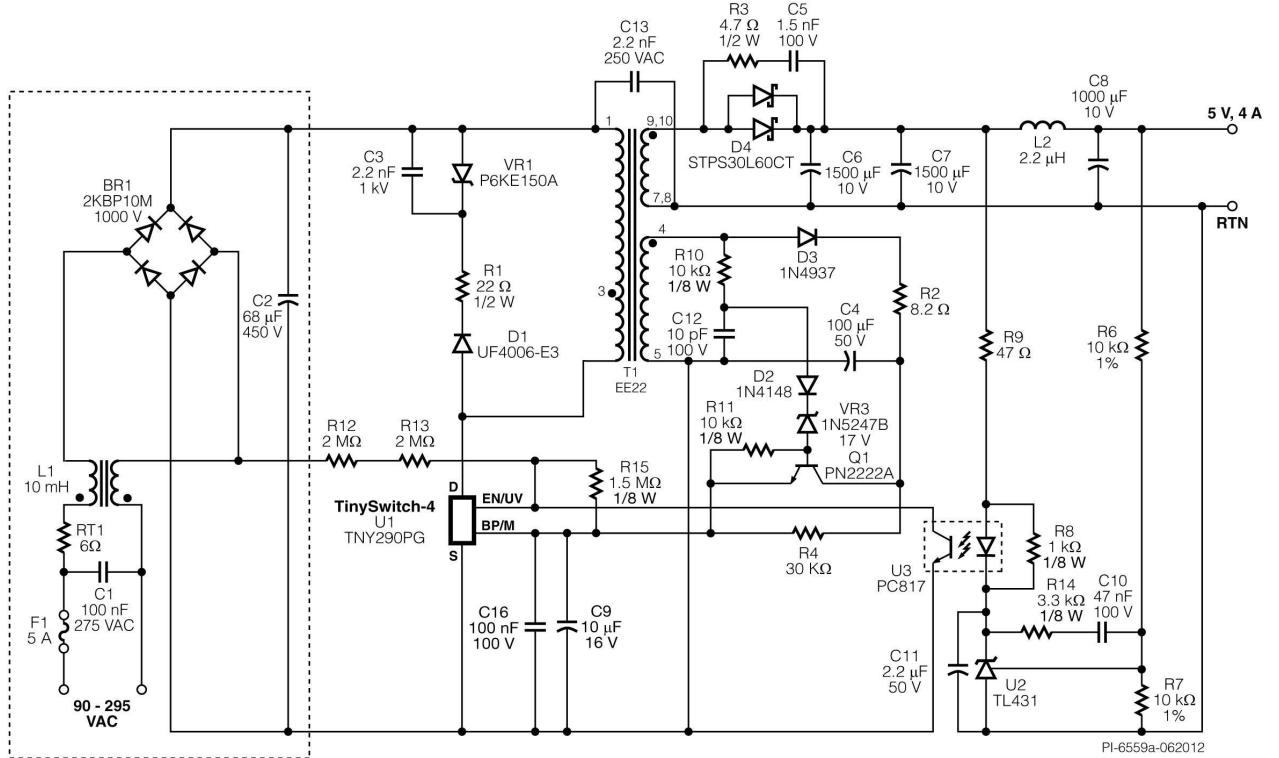 C13
2.2 nF
250 VAC
R3
4.7 Ω
1/2 W
C5
1.5 nF
100 V
D4
STPS30L60CT
C6
1500 µF
10 V
C7
1500 µF
10 V
L2
2.2 µH
C8
1000 µF
10 V
5 V, 4 A
RTN
BR1
2KBP10M
1000 V
C2
68 µF
450 V
C3
2.2 nF
1 kV
VR1
P6KE150A
R1
22 Ω
1/2 W
D1
UF4006-E3
1
3
9,10
7,8
4
5
T1
EE22
R10
10 kΩ
1/8 W
C12
10 pF
100 V
D3
1N4937
R2
8.2 Ω
C4
100 µF
50 V
D2
1N4148
VR3
1N5247B
17 V
R11
10 kΩ
1/8 W
Q1
PN2222A
R9
47 Ω
R6
10 kΩ
1%
L1
10 mH
RT1
6Ω
C1
100 nF
275 VAC
F1
5 A
90 - 295
VAC
R12
2 MΩ
R13
2 MΩ
R15
1.5 MΩ
1/8 W
TinySwitch-4
U1
TNY290PG
D
S
EN/UV
BP/M
R4
30 KΩ
C16
100 nF
100 V
C9
10 µF
16 V
U3
PC817
R8
1 kΩ
1/8 W
R14
3.3 kΩ
1/8 W
C10
47 nF
100 V
C11
2.2 µF
50 V
U2
TL431
R7
10 kΩ
1%
PI-6559a-062012